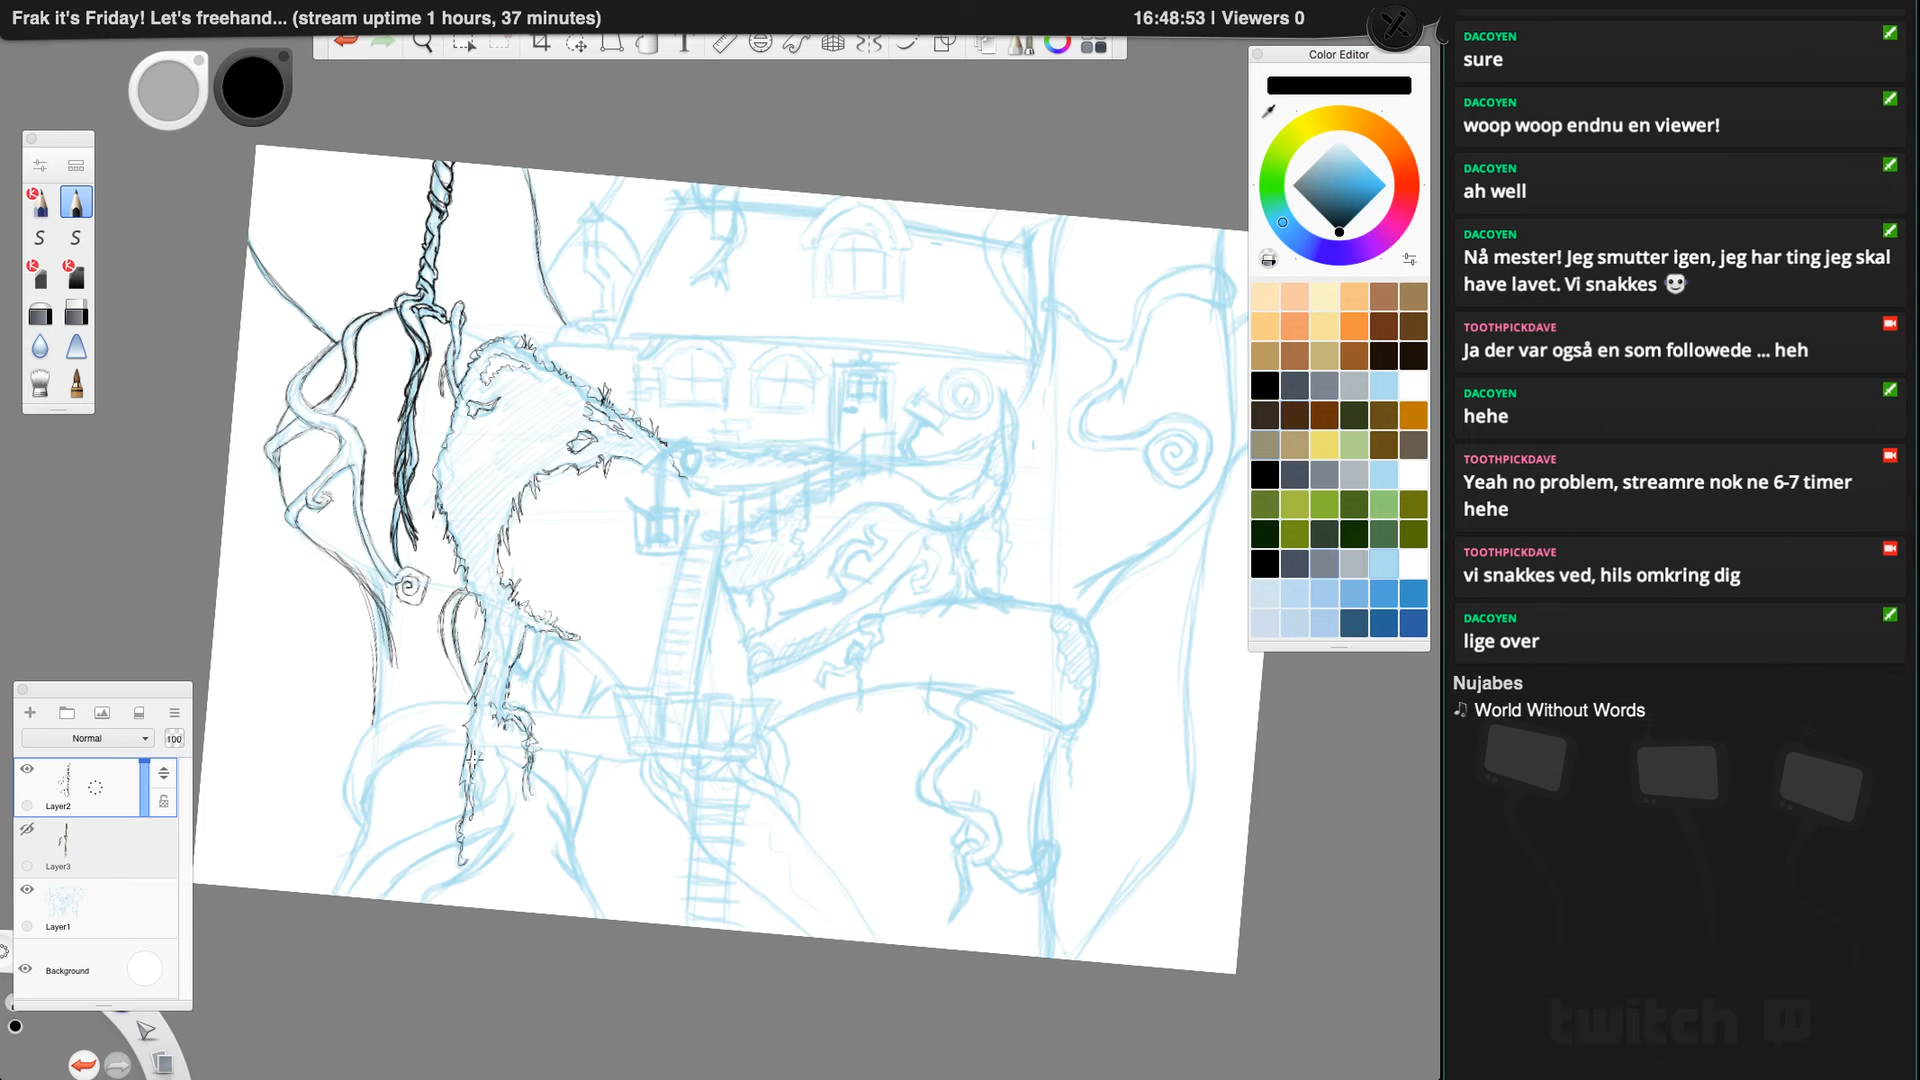 Frak it's Friday! Let's freehand... (stream uptime 1 hours, 37 minutes)
16:48:53 | Viewers 0
Color Editor
Normal
100
Layer2
Layer3
Layer1
Background
DACOYEN
sure
DACOYEN
woop woop endnu en viewer!
DACOYEN
ah well
DACOYEN
Nå mester! Jeg smutter igen, jeg har ting jeg skal
have lavet. Vi snakkes
TOOTHPICKDAVE
Ja der var også en som followede ... heh
DACOYEN
hehe
TOOTHPICKDAVE
Yeah no problem, streamre nok ne 6-7 timer
hehe
TOOTHPICKDAVE
vi snakkes ved, hils omkring dig
DACOYEN
lige over
Nujabes
World Without Words
twitch